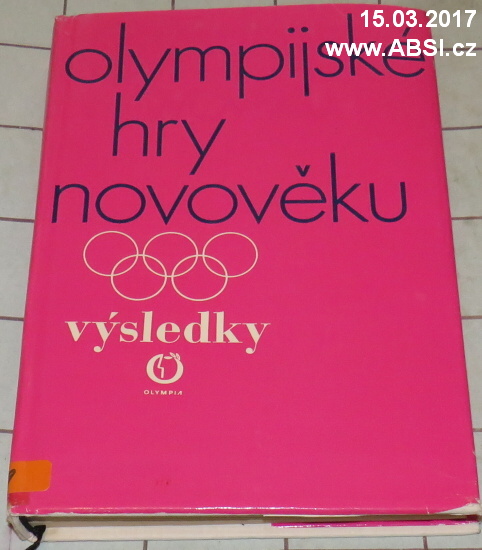 15.03.2017
www.ABSI.cz
olympijské
hry
novověku
výsledky
OLYMPIA